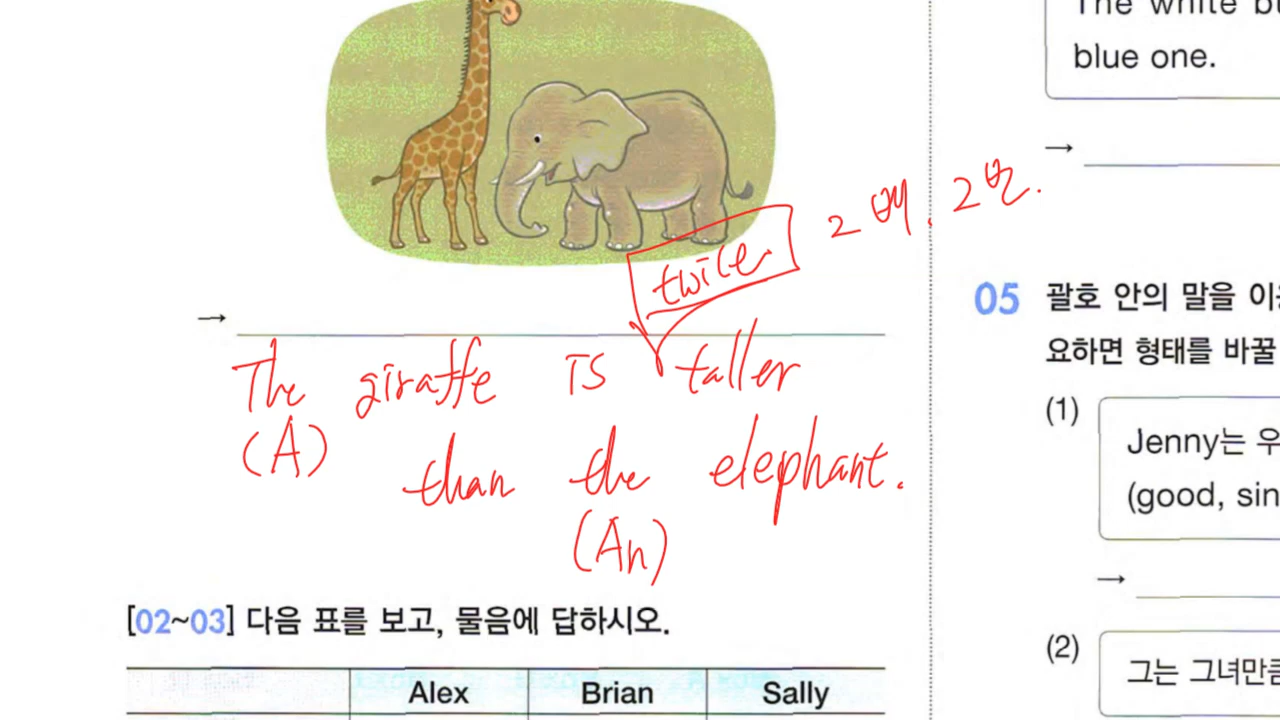 twice
2배, 2번.
The giraffe is taller
(A)
than the elephant.
(An)
[02~03] 다음 표를 보고, 물음에 답하시오.
Alex Brian Sally
The white
blue one.
→
05 괄호 안의 말을
요하면 형태를 바꿀
(1)
Jenny는 우
(good, sin
→
(2)
그는 그녀만큼